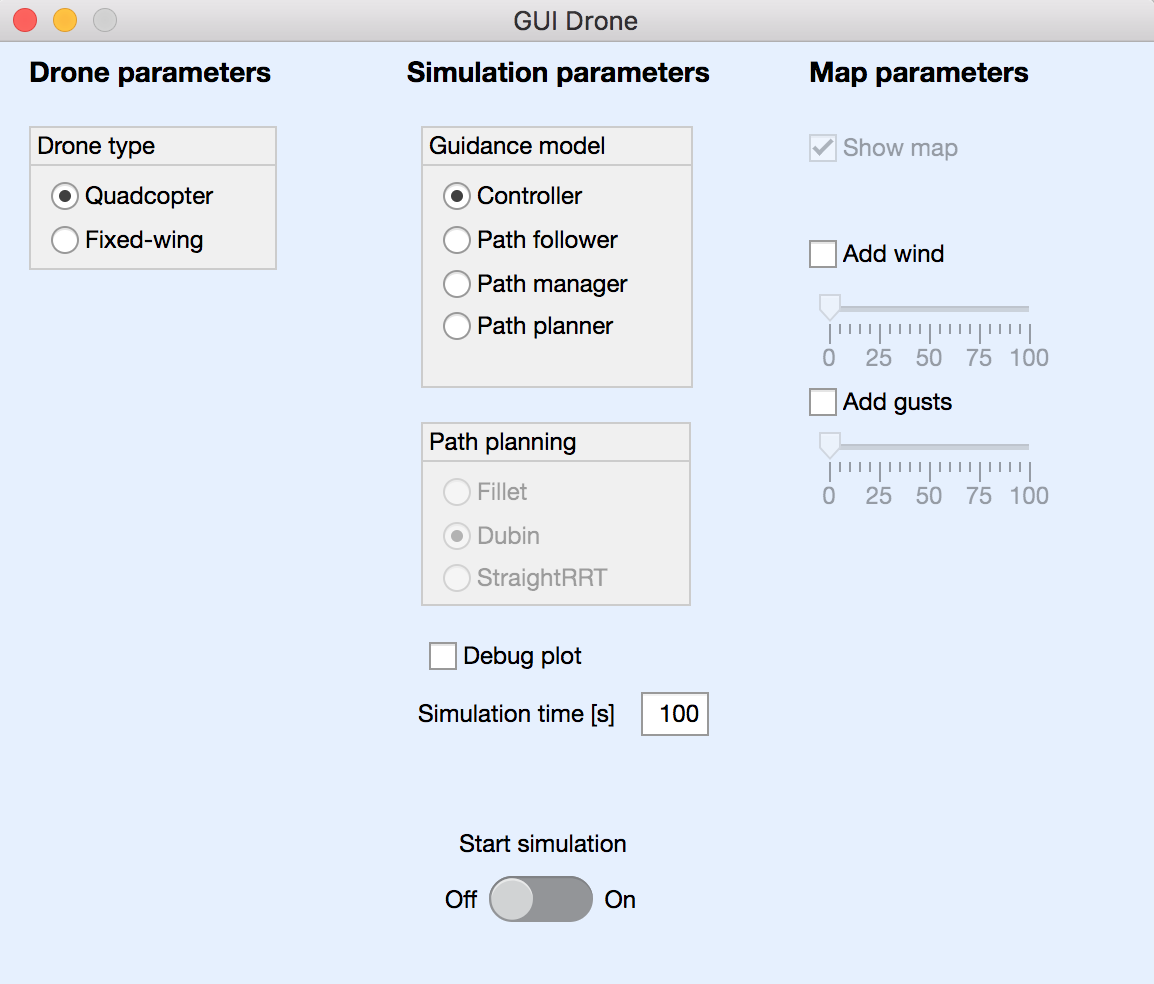 GUI Drone
Drone parameters
Drone type
Quadcopter
Fixed-wing
Simulation parameters
Guidance model
Controller
Path follower
Path manager
Path planner
Path planning
Fillet
Dubin
StraightRRT
Debug plot
Simulation time [s] 100
Start simulation
Off On
Map parameters
Show map
Add wind
0 25 50 75 100
Add gusts
0 25 50 75 100